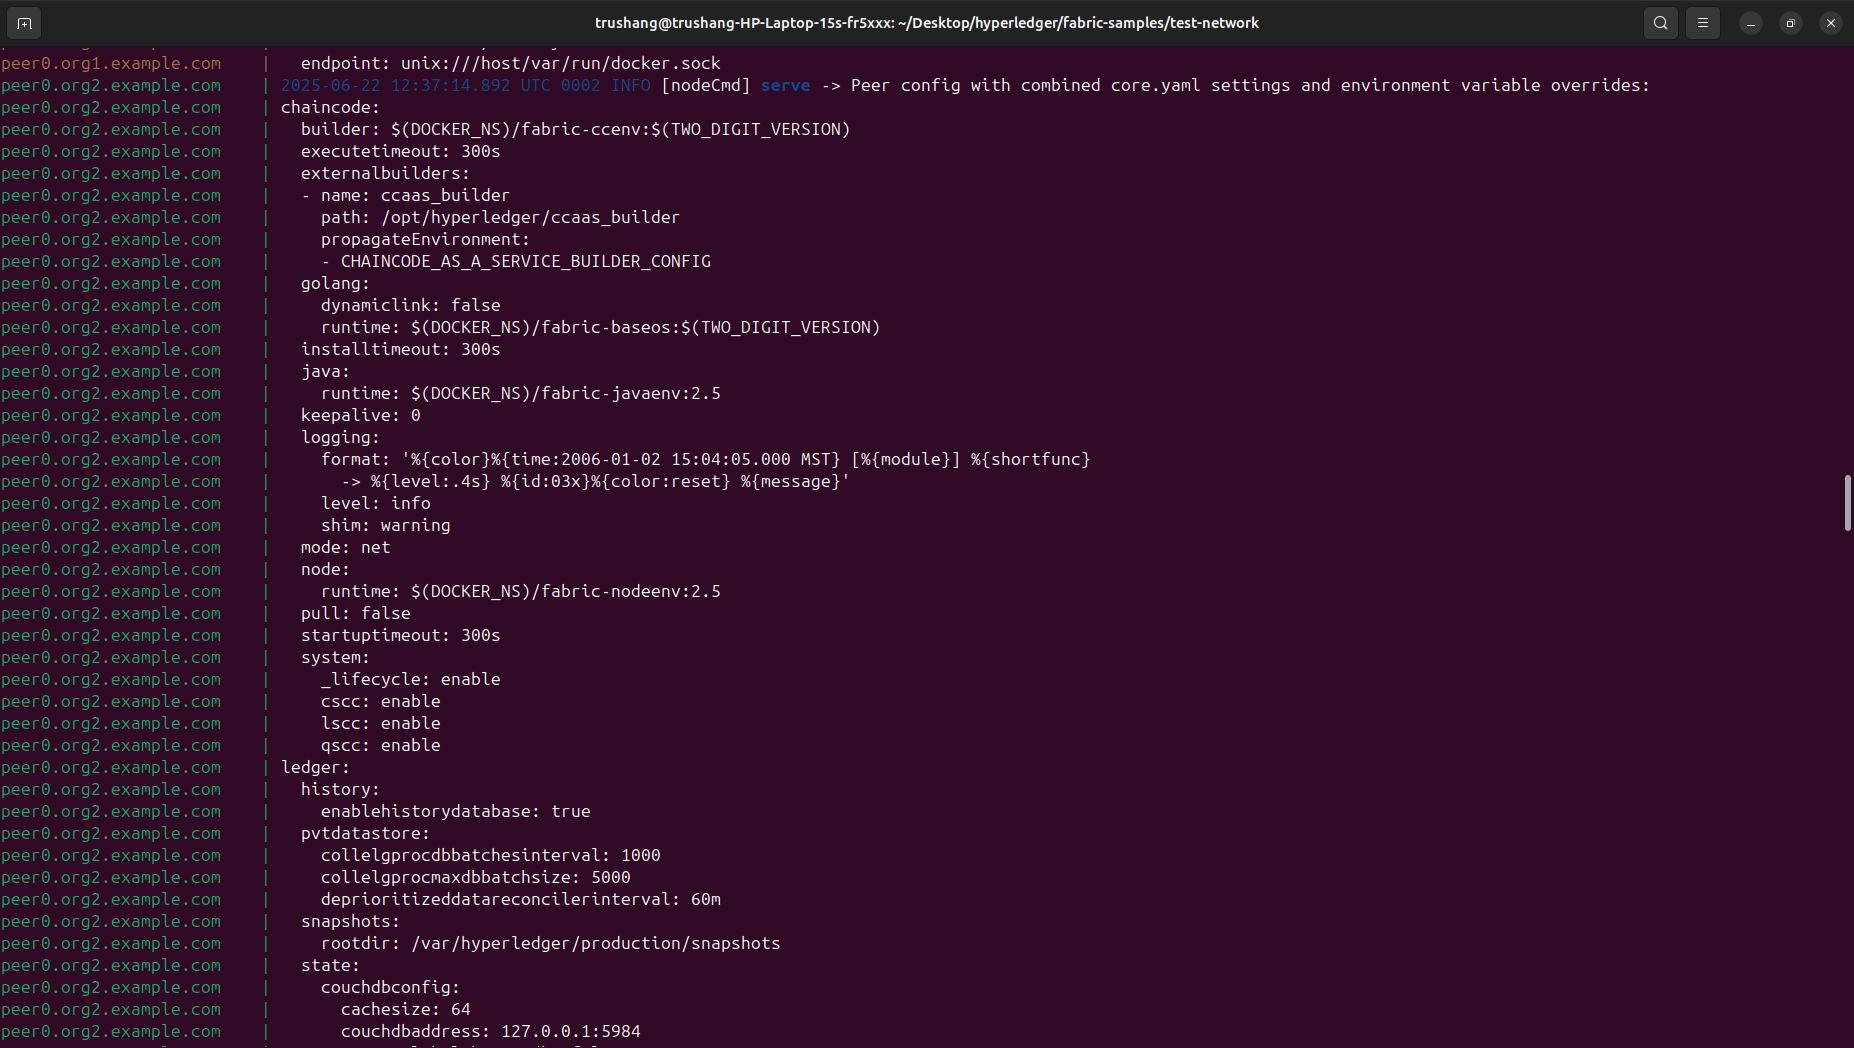 trushang@trushang-HP-Laptop-15s-fr5xxx: ~/Desktop/hyperledger/fabric-samples/test-network
peer0.org1.example.com    |   endpoint: unix:///host/var/run/docker.sock
peer0.org2.example.com    | 2025-06-22 12:37:14.892 UTC 0002 INFO [nodeCmd] serve -> Peer config with combined core.yaml settings and environment variable overrides:
peer0.org2.example.com    | chaincode:
peer0.org2.example.com    |   builder: $(DOCKER_NS)/fabric-ccenv:$(TWO_DIGIT_VERSION)
peer0.org2.example.com    |   executetimeout: 300s
peer0.org2.example.com    |   externalbuilders:
peer0.org2.example.com    |   - name: ccaas_builder
peer0.org2.example.com    |     path: /opt/hyperledger/ccaas_builder
peer0.org2.example.com    |     propagateEnvironment:
peer0.org2.example.com    |     - CHAINCODE_AS_A_SERVICE_BUILDER_CONFIG
peer0.org2.example.com    |   golang:
peer0.org2.example.com    |     dynamiclink: false
peer0.org2.example.com    |     runtime: $(DOCKER_NS)/fabric-baseos:$(TWO_DIGIT_VERSION)
peer0.org2.example.com    |   installtimeout: 300s
peer0.org2.example.com    |   java:
peer0.org2.example.com    |     runtime: $(DOCKER_NS)/fabric-javaenv:2.5
peer0.org2.example.com    |   keepalive: 0
peer0.org2.example.com    |   logging:
peer0.org2.example.com    |     format: '%{color}%{time:2006-01-02 15:04:05.000 MST} [%{module}] %{shortfunc}
peer0.org2.example.com    |       -> %{level:.4s} %{id:03x}%{color:reset} %{message}'
peer0.org2.example.com    |     level: info
peer0.org2.example.com    |     shim: warning
peer0.org2.example.com    |   mode: net
peer0.org2.example.com    |   node:
peer0.org2.example.com    |     runtime: $(DOCKER_NS)/fabric-nodeenv:2.5
peer0.org2.example.com    |   pull: false
peer0.org2.example.com    |   startuptimeout: 300s
peer0.org2.example.com    |   system:
peer0.org2.example.com    |     _lifecycle: enable
peer0.org2.example.com    |     cscc: enable
peer0.org2.example.com    |     lscc: enable
peer0.org2.example.com    |     qscc: enable
peer0.org2.example.com    | ledger:
peer0.org2.example.com    |   history:
peer0.org2.example.com    |     enablehistorydatabase: true
peer0.org2.example.com    |   pvtdatastore:
peer0.org2.example.com    |     collelgprocdbbatchesinterval: 1000
peer0.org2.example.com    |     collelgprocmaxdbbatchsize: 5000
peer0.org2.example.com    |     deprioritizeddatareconcilerinterval: 60m
peer0.org2.example.com    |   snapshots:
peer0.org2.example.com    |     rootdir: /var/hyperledger/production/snapshots
peer0.org2.example.com    |   state:
peer0.org2.example.com    |     couchdbconfig:
peer0.org2.example.com    |       cachesize: 64
peer0.org2.example.com    |       couchdbaddress: 127.0.0.1:5984